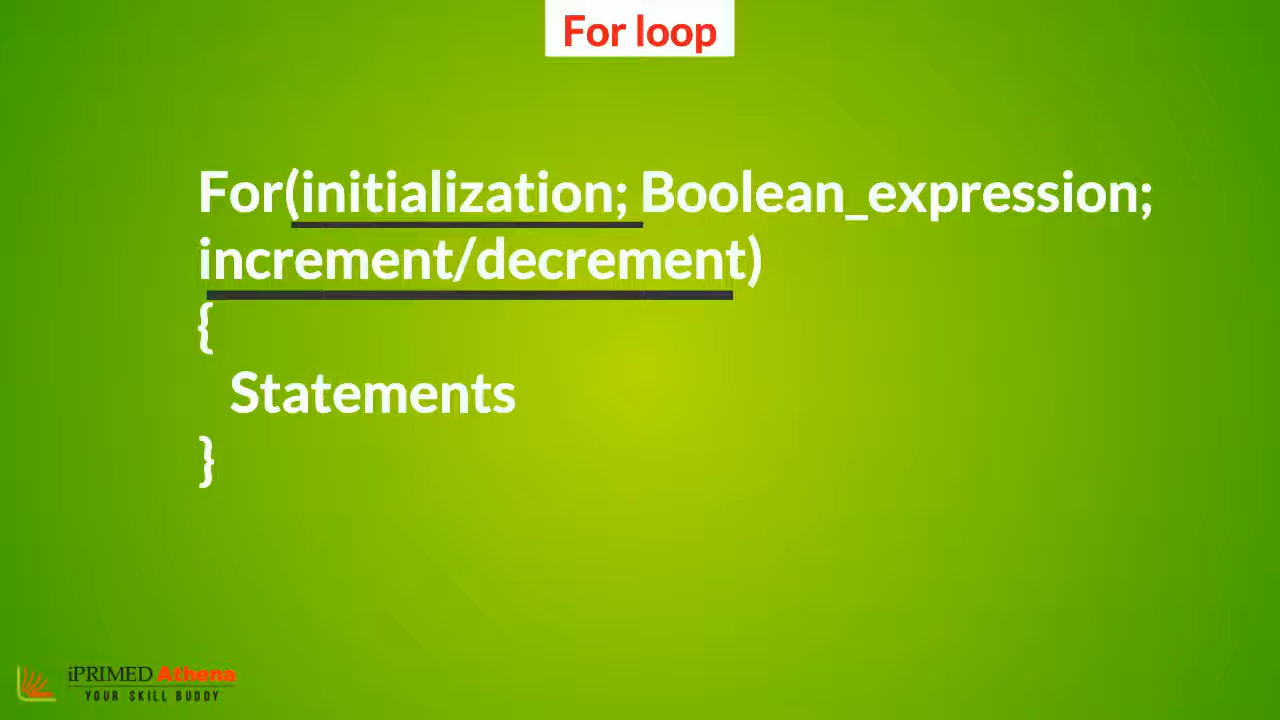 For loop
For(initialization; Boolean_expression;
increment/decrement)
{
Statements
}
iPRIMED Athena
YOUR SKILL BUDDY